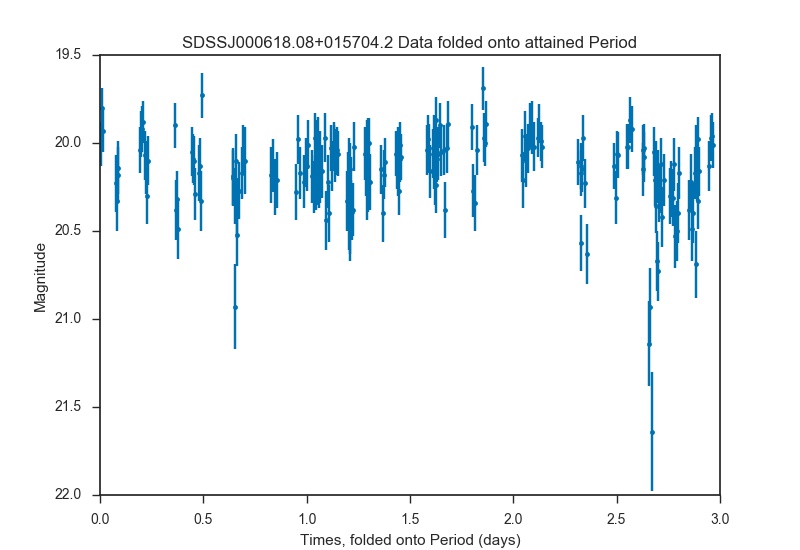 SDSSJ000618.08+015704.2 Data folded onto attained Period
19.5
20.0
20.5
21.0
21.5
22.0
Magnitude
0.0 0.5 1.0 1.5 2.0 2.5 3.0
Times, folded onto Period (days)